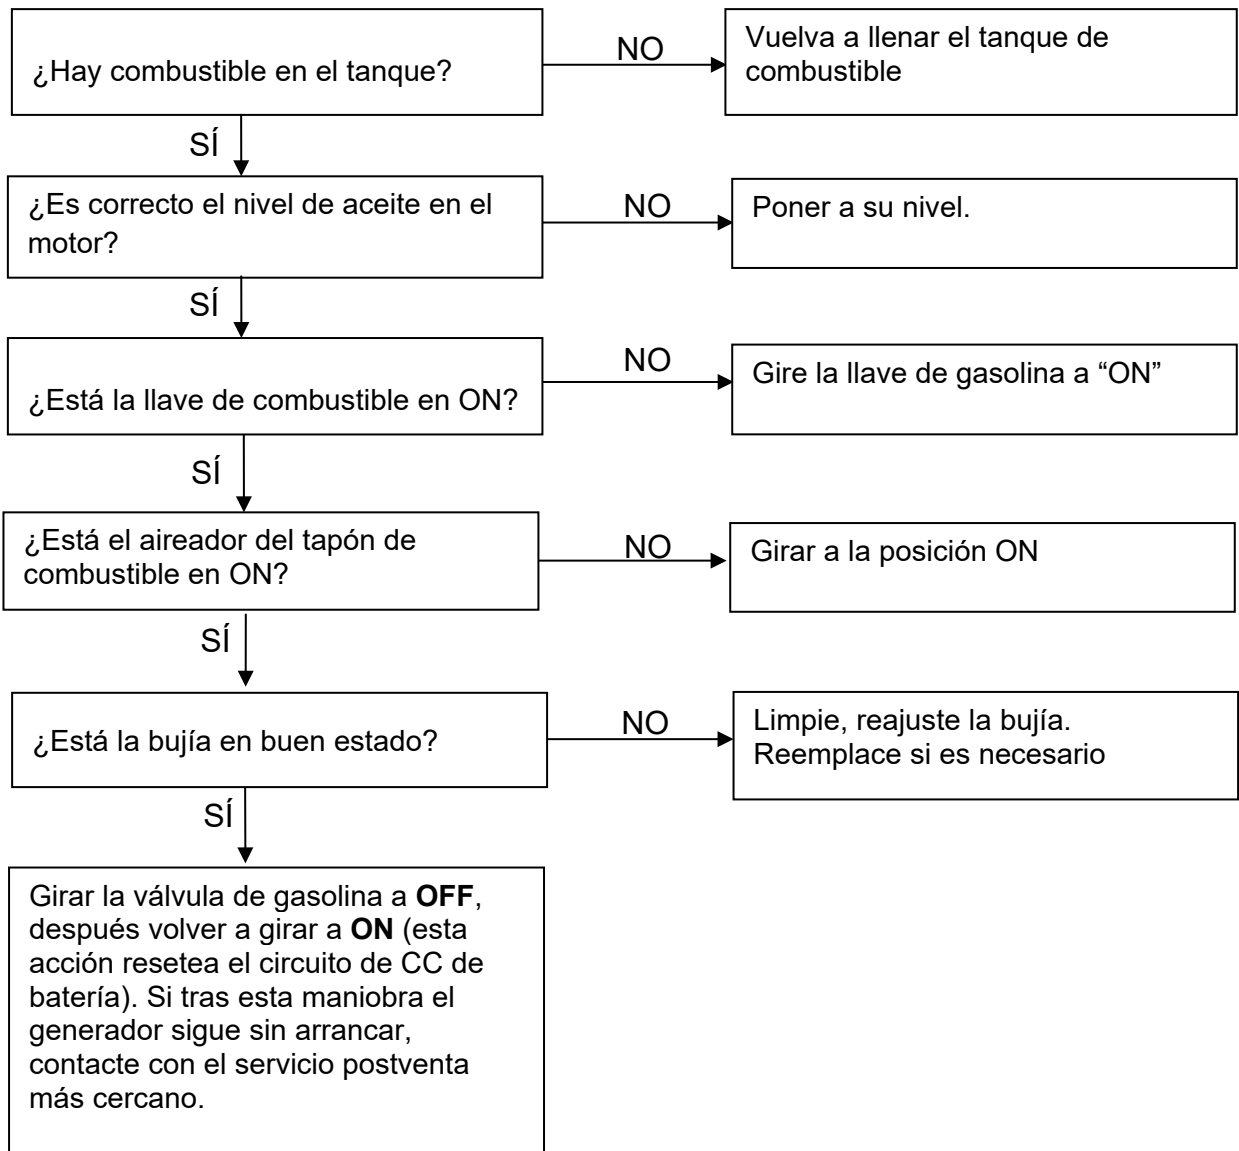 ¿Hay combustible en el tanque?
NO
Vuelva a llenar el tanque de
combustible
SÍ
¿Es correcto el nivel de aceite en el
motor?
NO
Poner a su nivel.
SÍ
¿Está la llave de combustible en ON?
NO
Gire la llave de gasolina a “ON”
SÍ
¿Está el aireador del tapón de
combustible en ON?
NO
Girar a la posición ON
SÍ
¿Está la bujía en buen estado?
NO
Limpie, reajuste la bujía.
Reemplace si es necesario
SÍ
Girar la válvula de gasolina a OFF,
después volver a girar a ON (esta
acción resetea el circuito de CC de
batería). Si tras esta maniobra el
generador sigue sin arrancar,
contacte con el servicio postventa
más cercano.